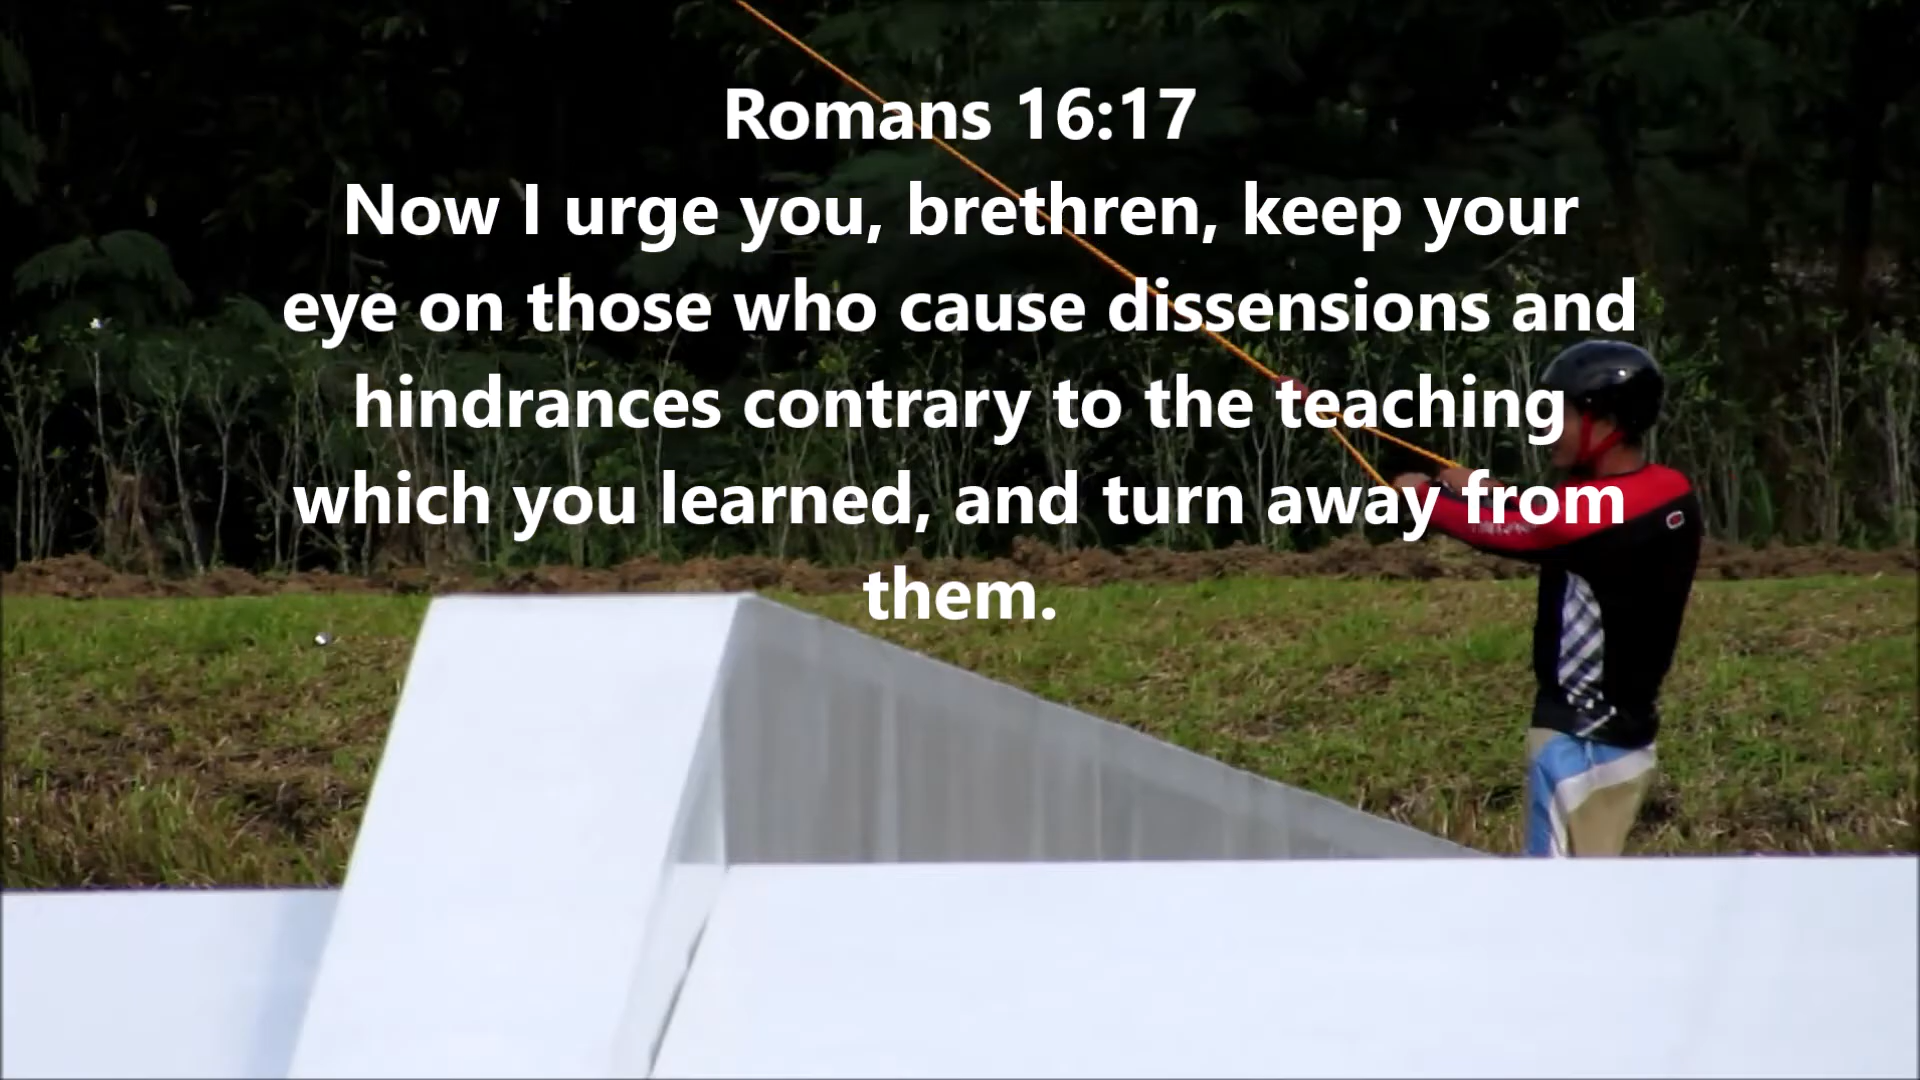 Romans 16:17
Now I urge you, brethren, keep your
eye on those who cause dissensions and
hindrances contrary to the teaching
which you learned, and turn away from
them.